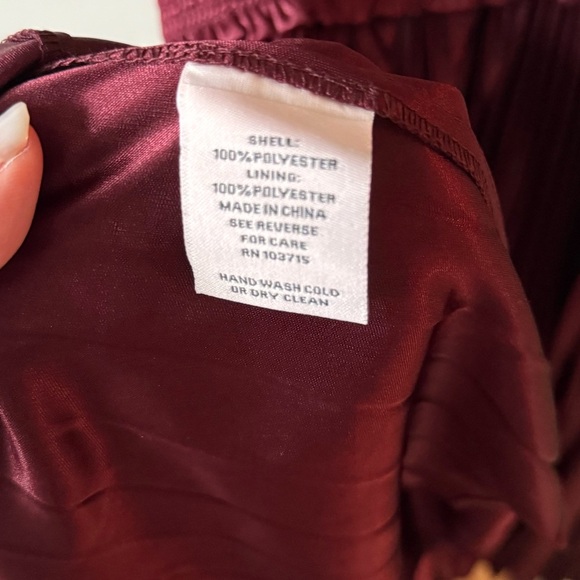 SHELL:
100% POLYESTER
LINING:
100% POLYESTER
MADE IN CHINA
SEE REVERSE
FOR CARE
RN 103715
HAND WASH COLD
OR DRY CLEAN